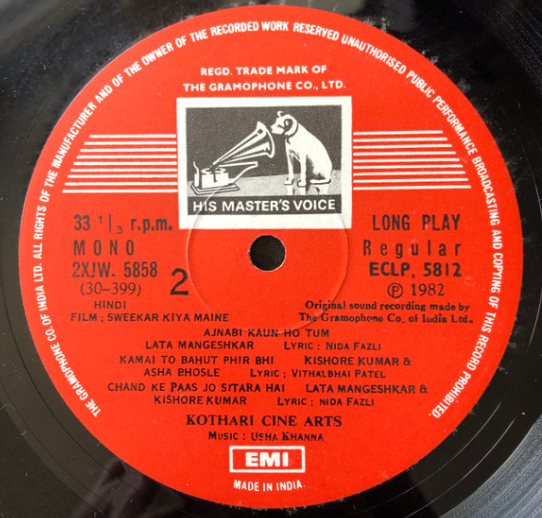 THE GRAMOPHONE CO. OF INDIA LTD. ALL RIGHTS OF THE MANUFACTURER AND OF THE OWNER OF THE RECORDED WORK RESERVED UNAUTHORISED PUBLIC PERFORMANCE BROADCASTING AND COPYING OF THIS RECORD PROHIBITED.
REGD. TRADE MARK OF
THE GRAMOPHONE CO., LTD.
HIS MASTER'S VOICE
33 1/3 r.p.m. LONG PLAY
MONO Regular
2XJW. 5858 2 ECLP. 5812
(30-399) ℗ 1982
HINDI Original sound recording made by
FILM ; SWEEKAR KIYA MAINE The Gramophone Co. of India Ltd.
AJNABI KAUN HO TUM
LATA MANGESHKAR LYRIC : NIDA FAZLI
KAMAI TO BAHUT PHIR BHI KISHORE KUMAR &
ASHA BHOSLE LYRIC ; VITHALBHAI PATEL
CHAND KE PAAS JO SITARA HAI LATA MANGESHKAR &
KISHORE KUMAR LYRIC ; NIDA FAZLI
KOTHARI CINE ARTS
MUSIC : USHA KHANNA
EMI
MADE IN INDIA.